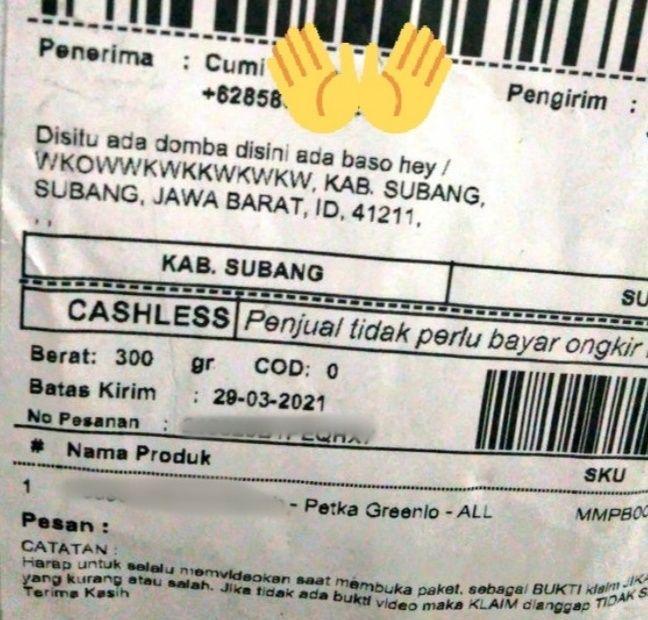 Penerima : Cumi
+62858
Pengirim :
Disitu ada domba disini ada baso hey /
WKOWWKWKKWKWKW, KAB. SUBANG,
SUBANG, JAWA BARAT, ID, 41211,
, ,
KAB. SUBANG
SU
CASHLESS Penjual tidak perlu bayar ongkir
Berat: 300 gr COD: 0
Batas Kirim : 29-03-2021
No Pesanan :
# Nama Produk SKU
1 - Petka Greenlo - ALL MMPB00
Pesan :
CATATAN :
Harap untuk selalu memvideokan saat membuka paket, sebagai BUKTI klaim JIKA
yang kurang atau salah. Jika tidak ada bukti video maka KLAIM dianggap TIDAK S
Terima Kasih